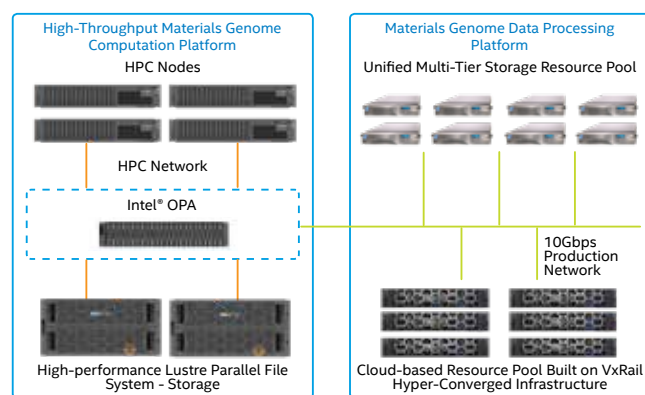 High-Throughput Materials Genome
Computation Platform
HPC Nodes
HPC Network
Intel® OPA
High-performance Lustre Parallel File
System - Storage
Materials Genome Data Processing
Platform
Unified Multi-Tier Storage Resource Pool
10Gbps
Production
Network
Cloud-based Resource Pool Built on VxRail
Hyper-Converged Infrastructure